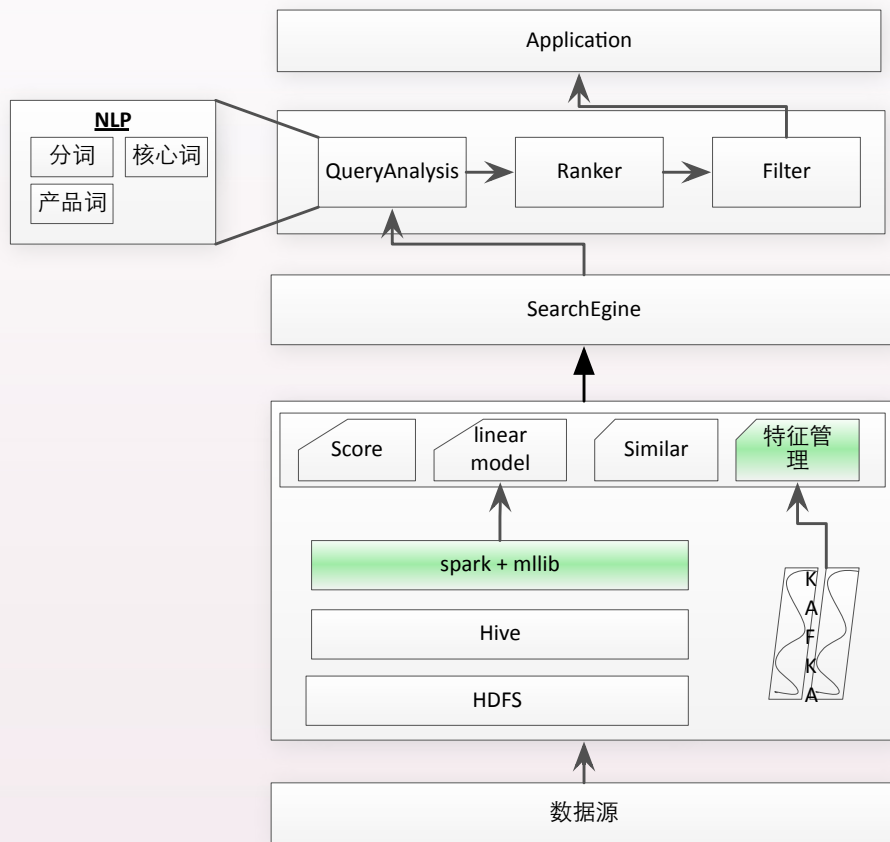 Application
NLP
分词
核心词
产品词
QueryAnalysis
Ranker
Filter
SearchEgine
Score
linear
model
Similar
特征管
理
spark + mllib
Hive
HDFS
K
A
F
K
A
数据源